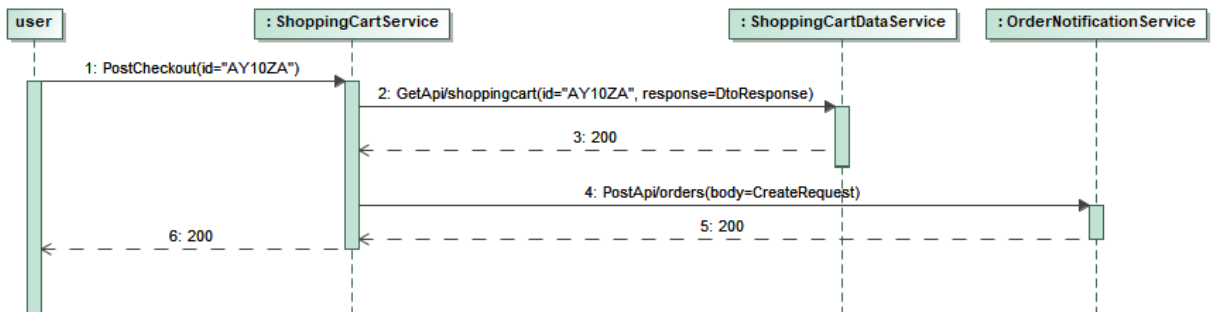 user
: ShoppingCartService
: ShoppingCartDataService
: OrderNotificationService
1: PostCheckout(id="AY10ZA")
2: GetApi/shoppingcart(id="AY10ZA", response=DtoResponse)
3: 200
4: PostApi/orders(body=CreateRequest)
5: 200
6: 200